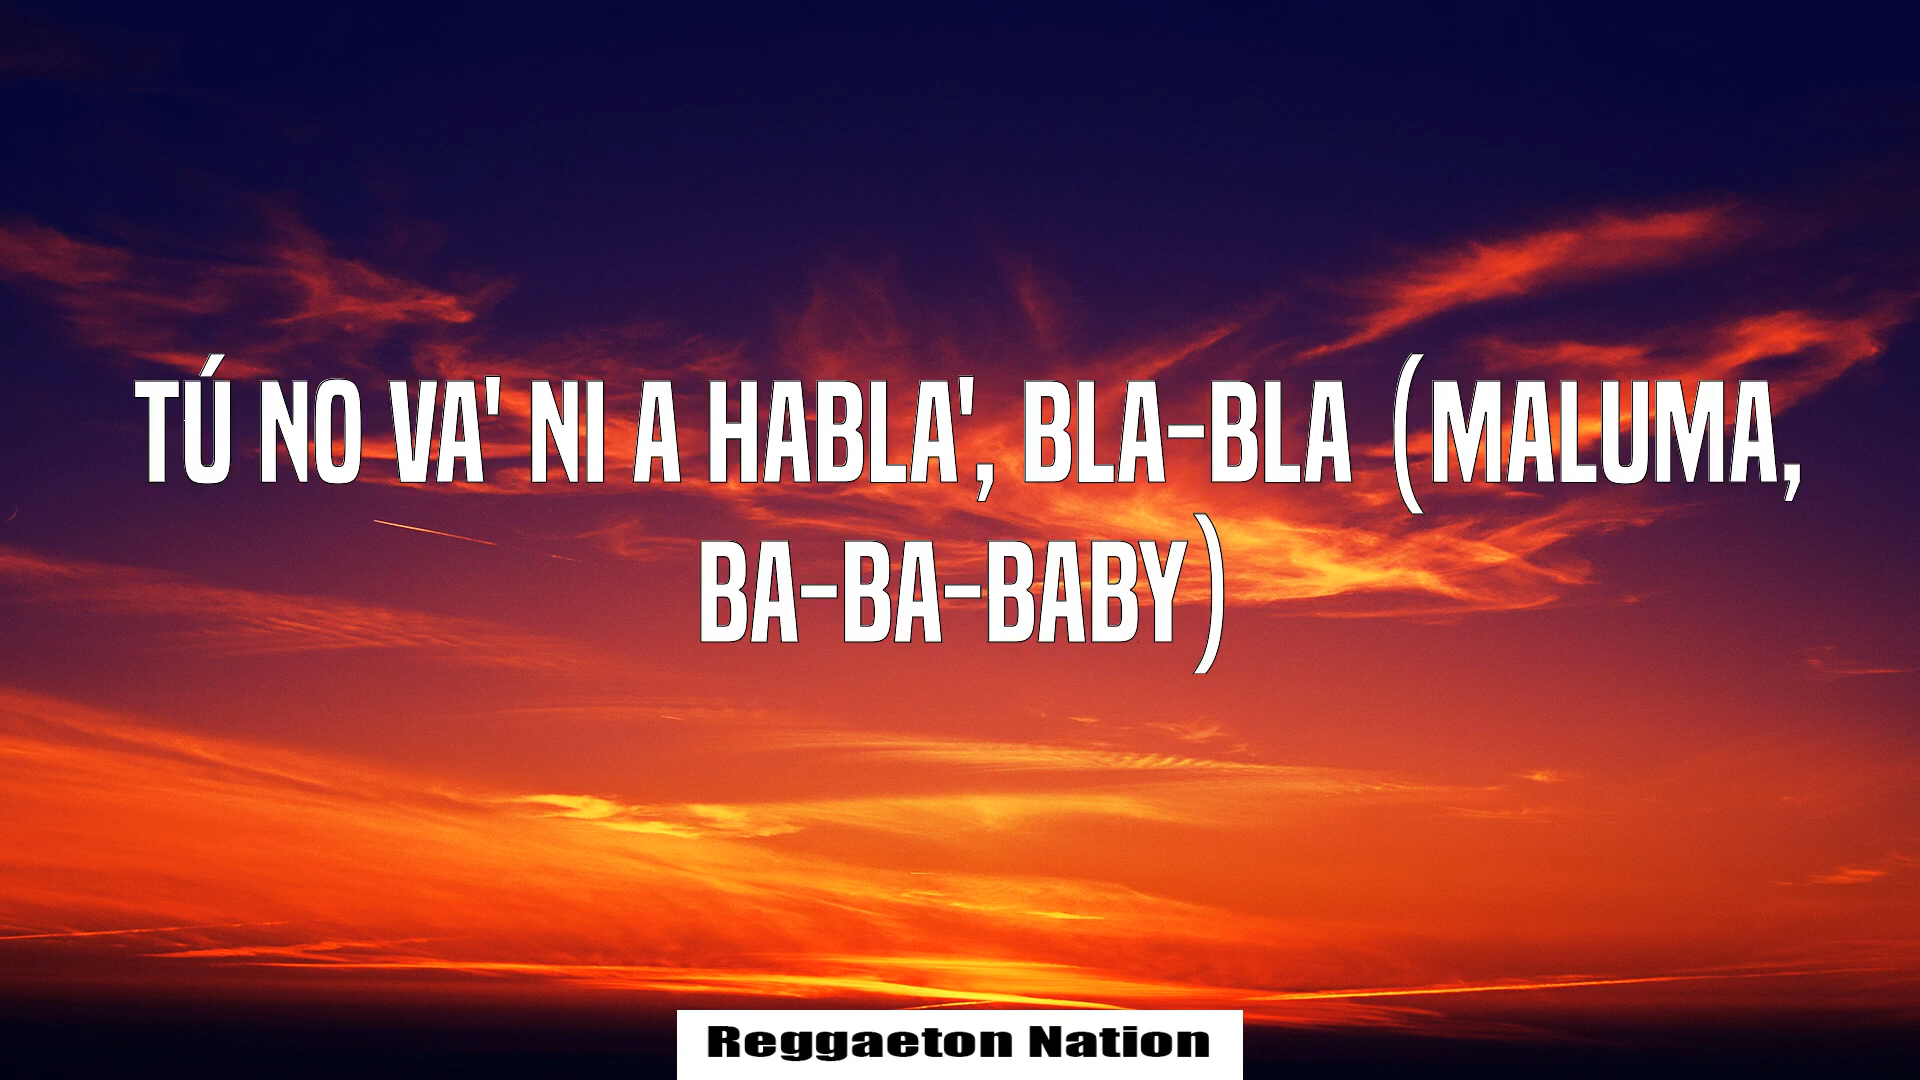 TÚ NO VA' NI A HABLA', BLA-BLA (MALUMA,
BA-BA-BABY)
Reggaeton Nation